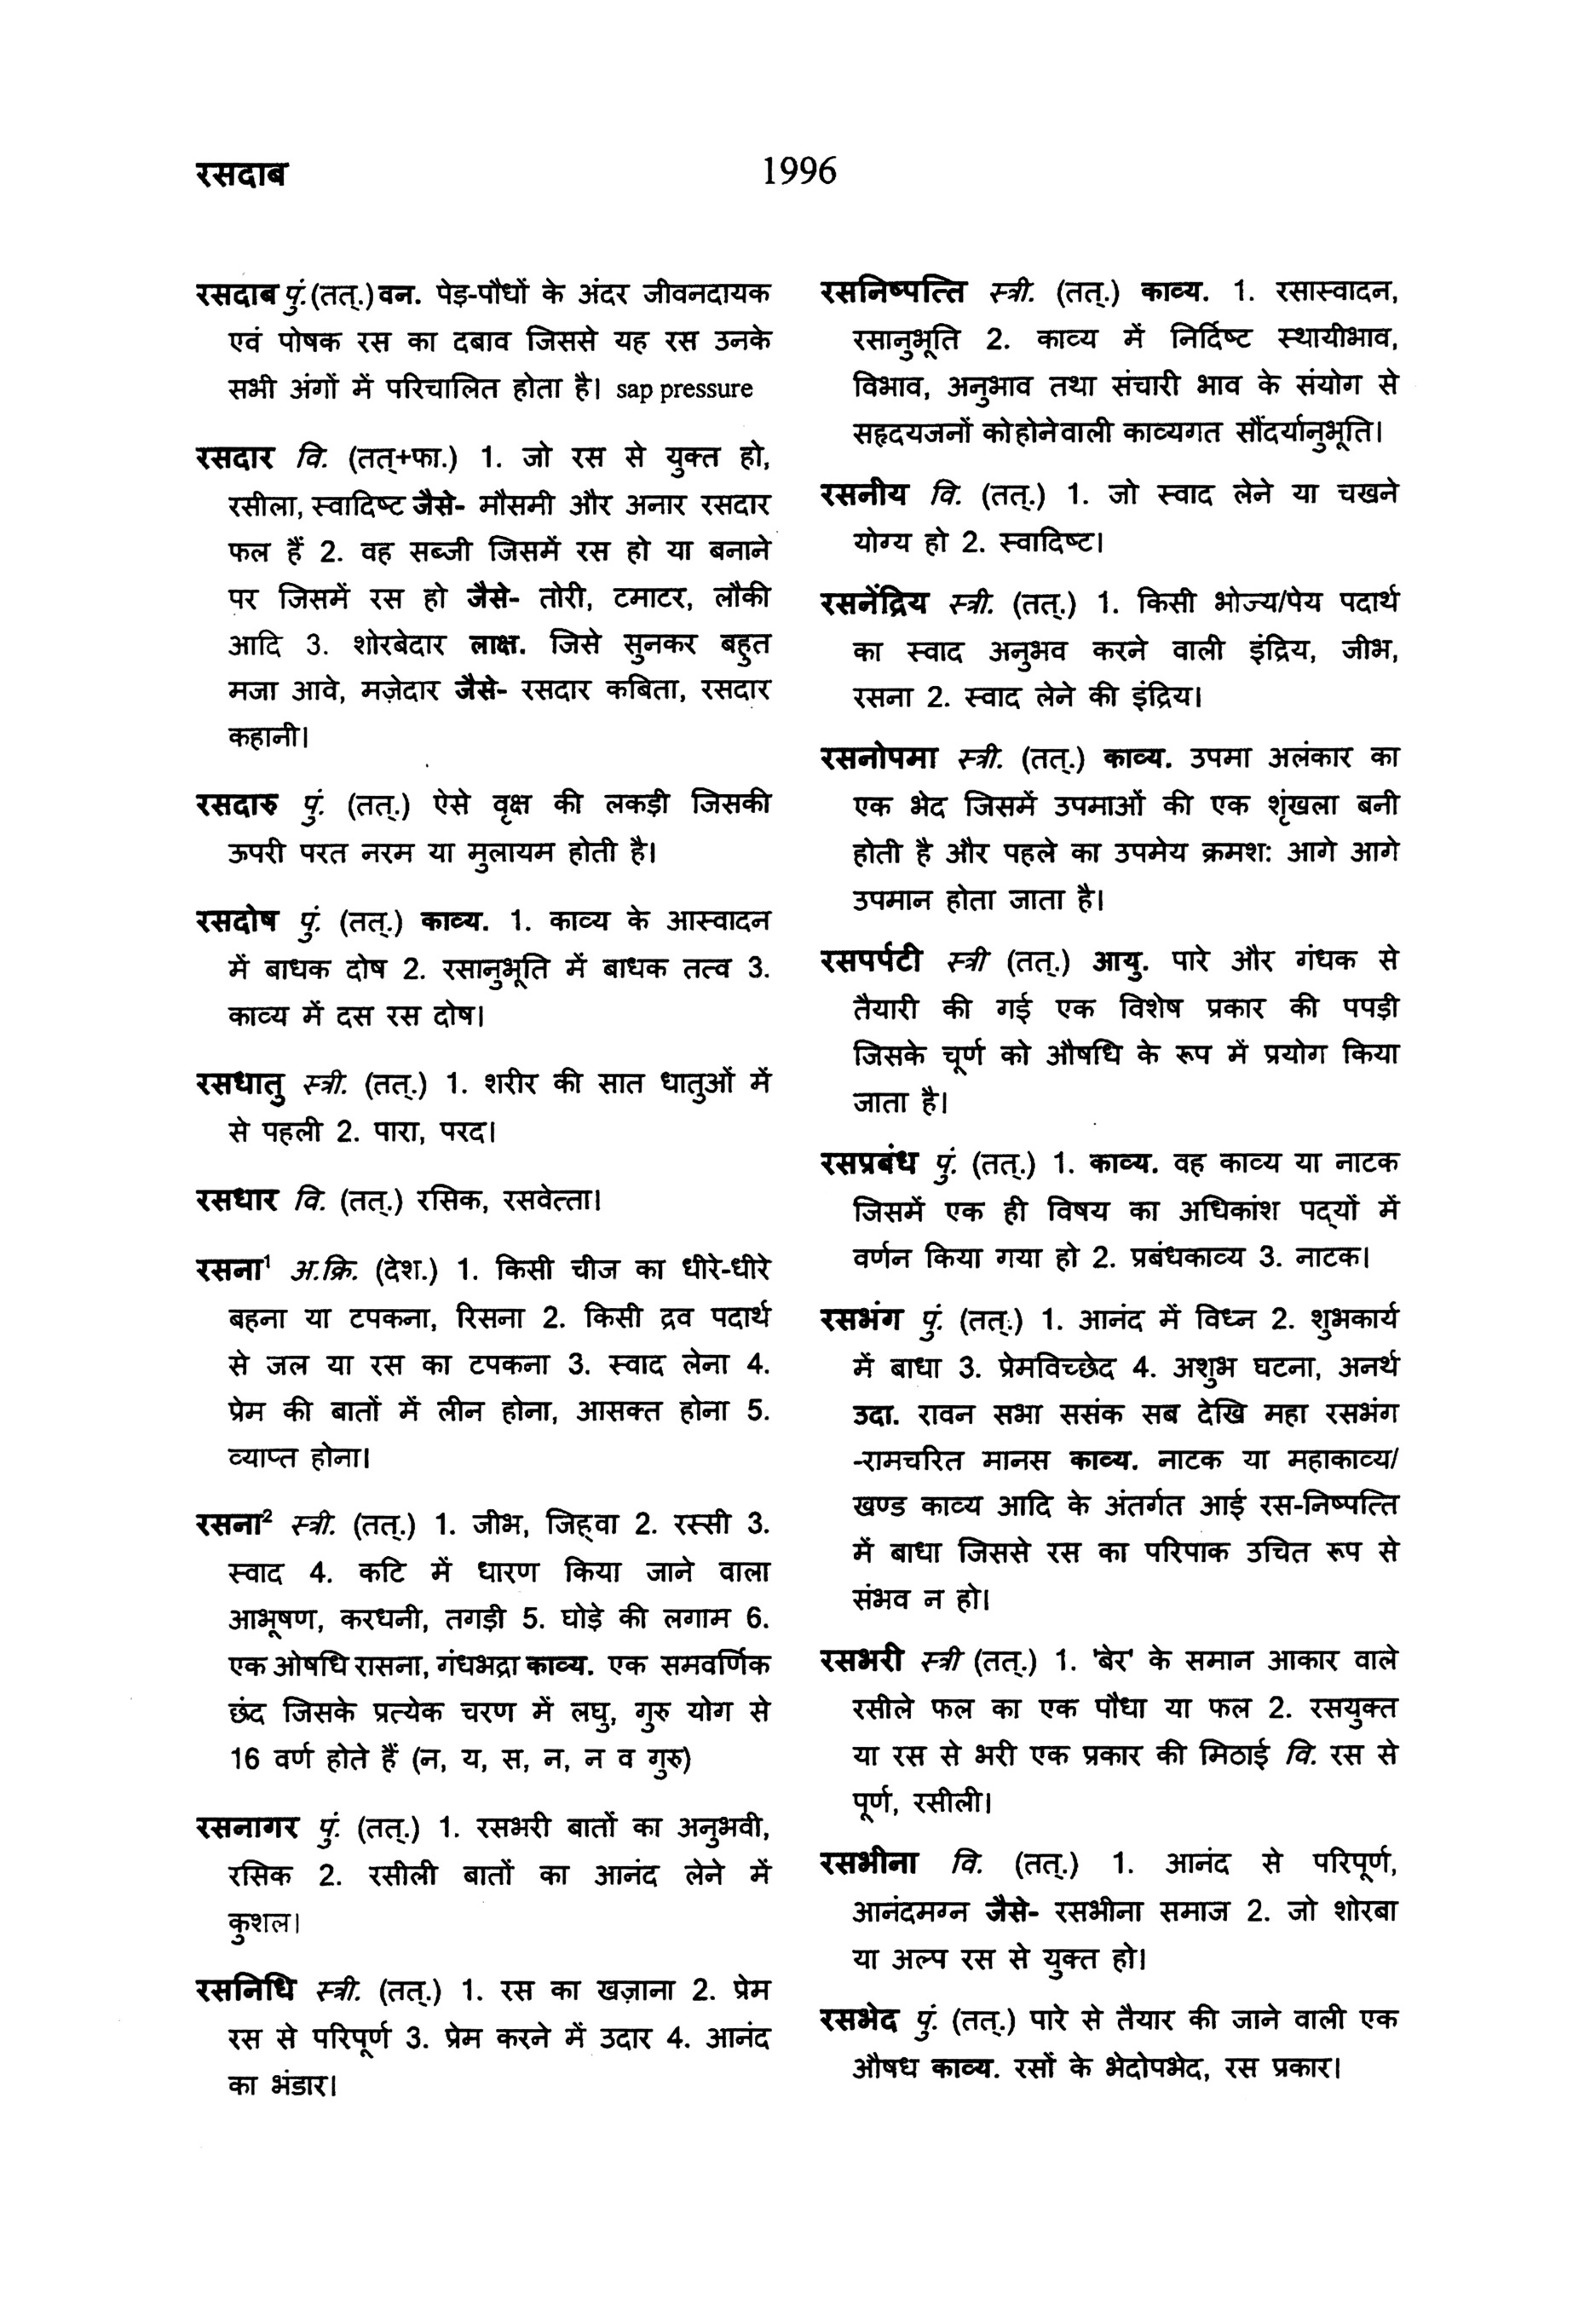 रसदाब
1996
रसदाब पुं.(तत्.) वन. पेड़-पौधों के अंदर जीवनदायक
एवं पोषक रस का दबाव जिससे यह रस उनके
सभी अंगों में परिचालित होता है। sap pressure
रसदार वि. (तत्+फा.) 1. जो रस से युक्त हो,
रसीला, स्वादिष्ट जैसे- मौसमी और अनार रसदार
फल हैं 2. वह सब्जी जिसमें रस हो या बनाने
पर जिसमें रस हो जैसे- तोरी, टमाटर, लौकी
आदि 3. शोरबेदार लाक्ष. जिसे सुनकर बहुत
मजा आवे, मज़ेदार जैसे- रसदार कबिता, रसदार
कहानी।
रसदारु पुं. (तत्.) ऐसे वृक्ष की लकड़ी जिसकी
ऊपरी परत नरम या मुलायम होती है।
रसदोष पुं. (तत्.) काव्य. 1. काव्य के आस्वादन
में बाधक दोष 2. रसानुभूति में बाधक तत्व 3.
काव्य में दस रस दोष।
रसधातु स्त्री. (तत्.) 1. शरीर की सात धातुओं में
से पहली 2. पारा, परद।
रसधार वि. (तत्.) रसिक, रसवेत्ता।
रसना¹ अ.क्रि. (देश.) 1. किसी चीज का धीरे-धीरे
बहना या टपकना, रिसना 2. किसी द्रव पदार्थ
से जल या रस का टपकना 3. स्वाद लेना 4.
प्रेम की बातों में लीन होना, आसक्त होना 5.
व्याप्त होना।
रसना² स्त्री. (तत्.) 1. जीभ, जिह्‌वा 2. रस्सी 3.
स्वाद 4. कटि में धारण किया जाने वाला
आभूषण, करधनी, तगड़ी 5. घोड़े की लगाम 6.
एक ओषधि रासना, गंधभद्रा काव्य. एक समवर्णिक
छंद जिसके प्रत्येक चरण में लघु, गुरु योग से
16 वर्ण होते हैं (न, य, स, न, न व गुरु)
रसनागर पुं. (तत्.) 1. रसभरी बातों का अनुभवी,
रसिक 2. रसीली बातों का आनंद लेने में
कुशल।
रसनिधि स्त्री. (तत्.) 1. रस का खज़ाना 2. प्रेम
रस से परिपूर्ण 3. प्रेम करने में उदार 4. आनंद
का भंडार।
रसनिष्पत्ति स्त्री. (तत्.) काव्य. 1. रसास्वादन,
रसानुभूति 2. काव्य में निर्दिष्ट स्थायीभाव,
विभाव, अनुभाव तथा संचारी भाव के संयोग से
सहृदयजनों को होने वाली काव्यगत सौंदर्यानुभूति।
रसनीय वि. (तत्.) 1. जो स्वाद लेने या चखने
योग्य हो 2. स्वादिष्ट।
रसनेंद्रिय स्त्री. (तत्.) 1. किसी भोज्य/पेय पदार्थ
का स्वाद अनुभव करने वाली इंद्रिय, जीभ,
रसना 2. स्वाद लेने की इंद्रिय।
रसनोपमा स्त्री. (तत्.) काव्य. उपमा अलंकार का
एक भेद जिसमें उपमाओं की एक शृंखला बनी
होती है और पहले का उपमेय क्रमश: आगे आगे
उपमान होता जाता है।
रसपर्पटी स्त्री (तत्.) आयु. पारे और गंधक से
तैयारी की गई एक विशेष प्रकार की पपड़ी
जिसके चूर्ण को औषधि के रूप में प्रयोग किया
जाता है।
रसप्रबंध पुं. (तत्.) 1. काव्य. वह काव्य या नाटक
जिसमें एक ही विषय का अधिकांश पद्‌यों में
वर्णन किया गया हो 2. प्रबंधकाव्य 3. नाटक।
रसभंग पुं. (तत्.) 1. आनंद में विध्न 2. शुभकार्य
में बाधा 3. प्रेमविच्छेद 4. अशुभ घटना, अनर्थ
उदा. रावन सभा ससंक सब देखि महा रसभंग
-रामचरित मानस काव्य. नाटक या महाकाव्य/
खण्ड काव्य आदि के अंतर्गत आई रस-निष्पत्ति
में बाधा जिससे रस का परिपाक उचित रूप से
संभव न हो।
रसभरी स्त्री (तत्.) 1. 'बेर' के समान आकार वाले
रसीले फल का एक पौधा या फल 2. रसयुक्त
या रस से भरी एक प्रकार की मिठाई वि. रस से
पूर्ण, रसीली।
रसभीना वि. (तत्.) 1. आनंद से परिपूर्ण,
आनंदमग्न जैसे- रसभीना समाज 2. जो शोरबा
या अल्प रस से युक्त हो।
रसभेद पुं. (तत्.) पारे से तैयार की जाने वाली एक
औषध काव्य. रसों के भेदोपभेद, रस प्रकार।